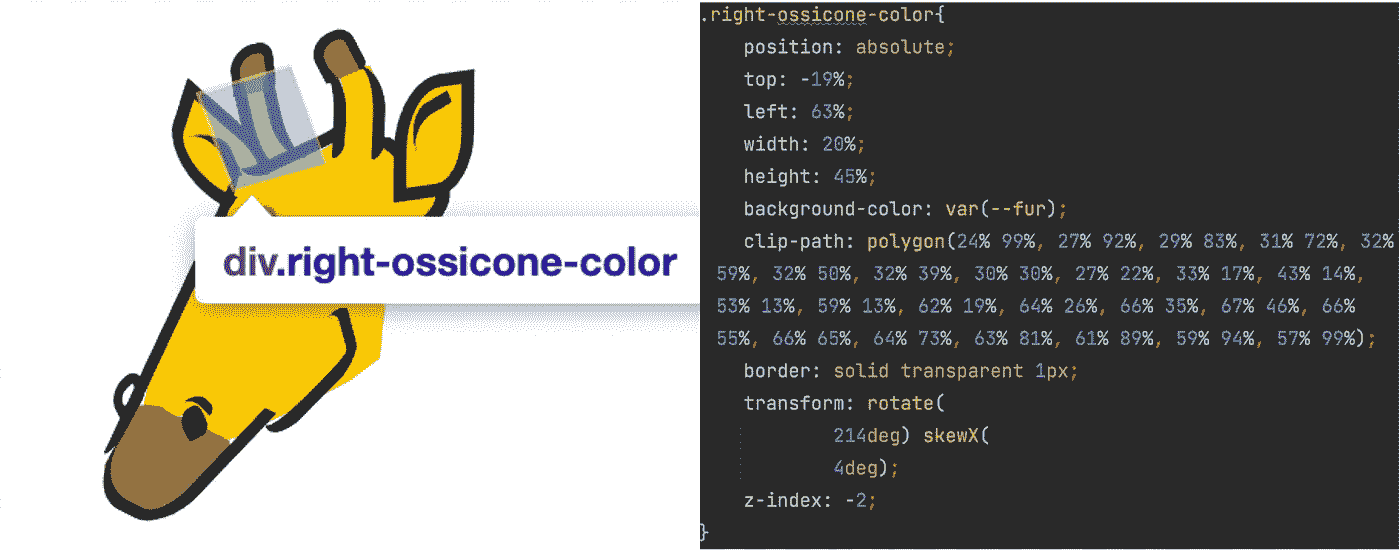 div.right-ossicone-color
.right-ossicone-color{
position: absolute;
top: -19%;
left: 63%;
width: 20%;
height: 45%;
background-color: var(--fur);
clip-path: polygon(24% 99%, 27% 92%, 29% 83%, 31% 72%, 32%
59%, 32% 50%, 32% 39%, 30% 30%, 27% 22%, 33% 17%, 43% 14%,
53% 13%, 59% 13%, 62% 19%, 64% 26%, 66% 35%, 67% 46%, 66%
55%, 66% 65%, 64% 73%, 63% 81%, 61% 89%, 59% 94%, 57% 99%);
border: solid transparent 1px;
transform: rotate(
214deg) skewX(
4deg);
z-index: -2;
}